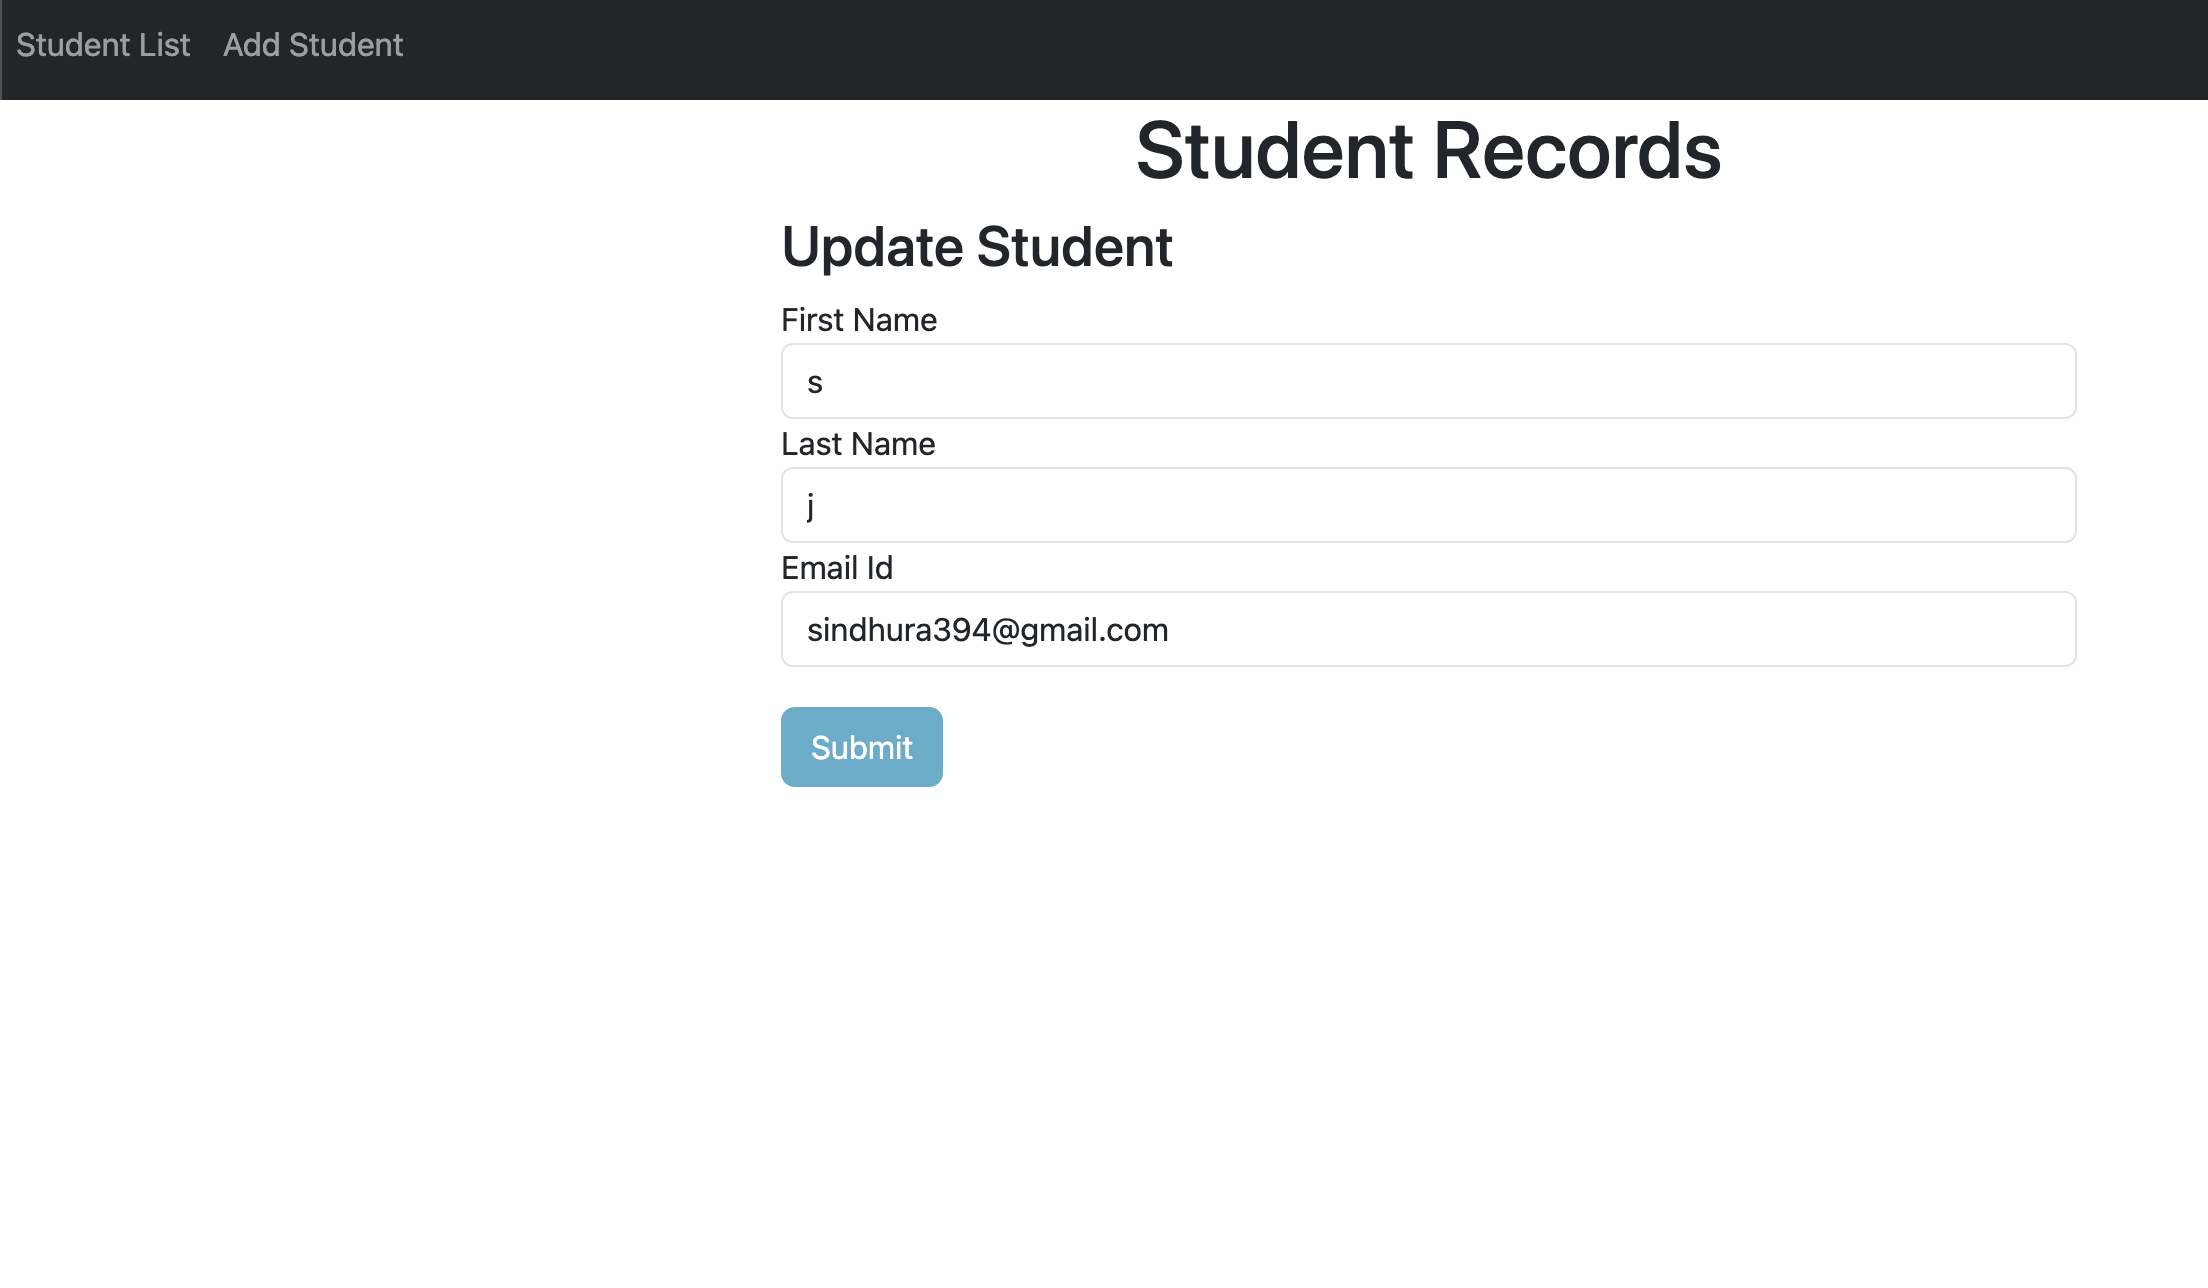 Student List Add Student
Student Records
Update Student
First Name
s
Last Name
j
Email Id
sindhura394@gmail.com
Submit